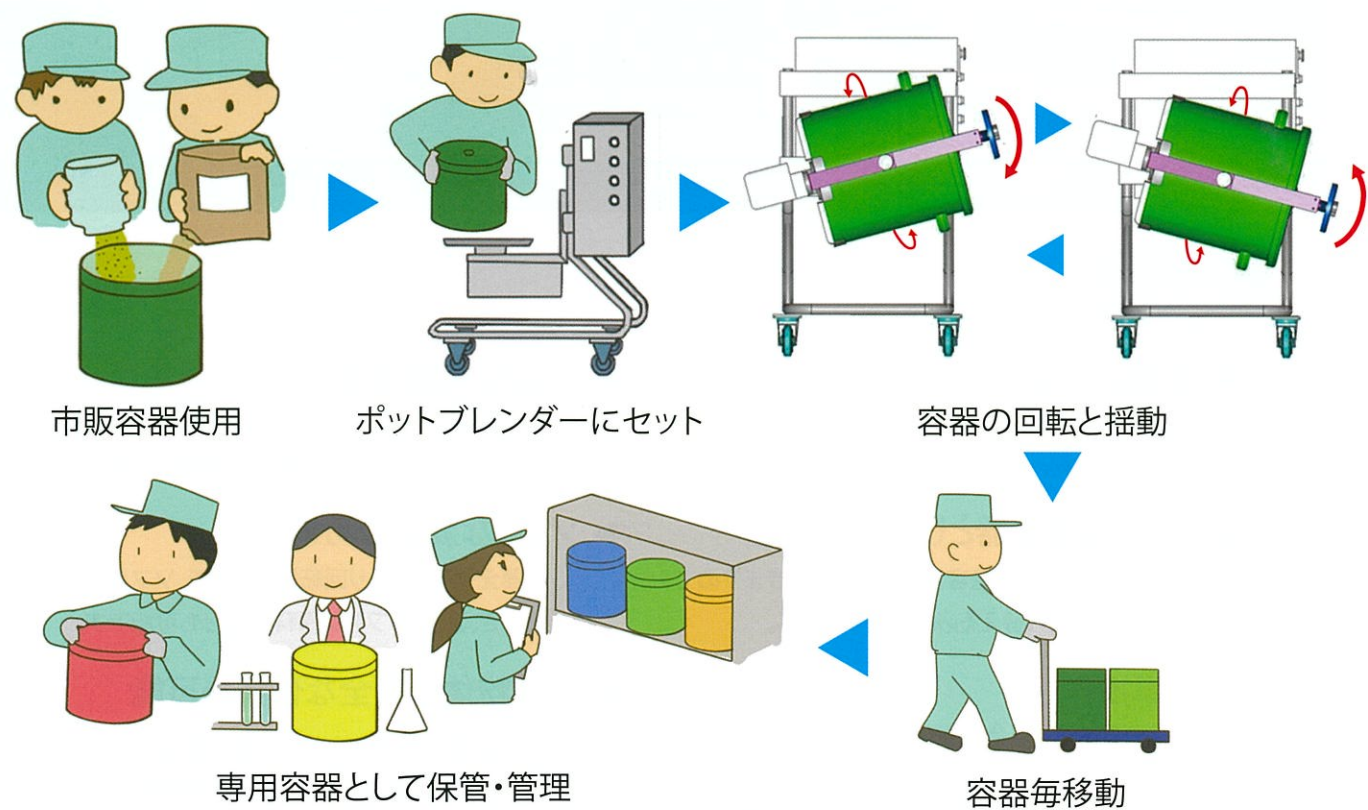 市販容器使用
ポットブレンダーにセット
容器の回転と揺動
専用容器として保管・管理
容器毎移動